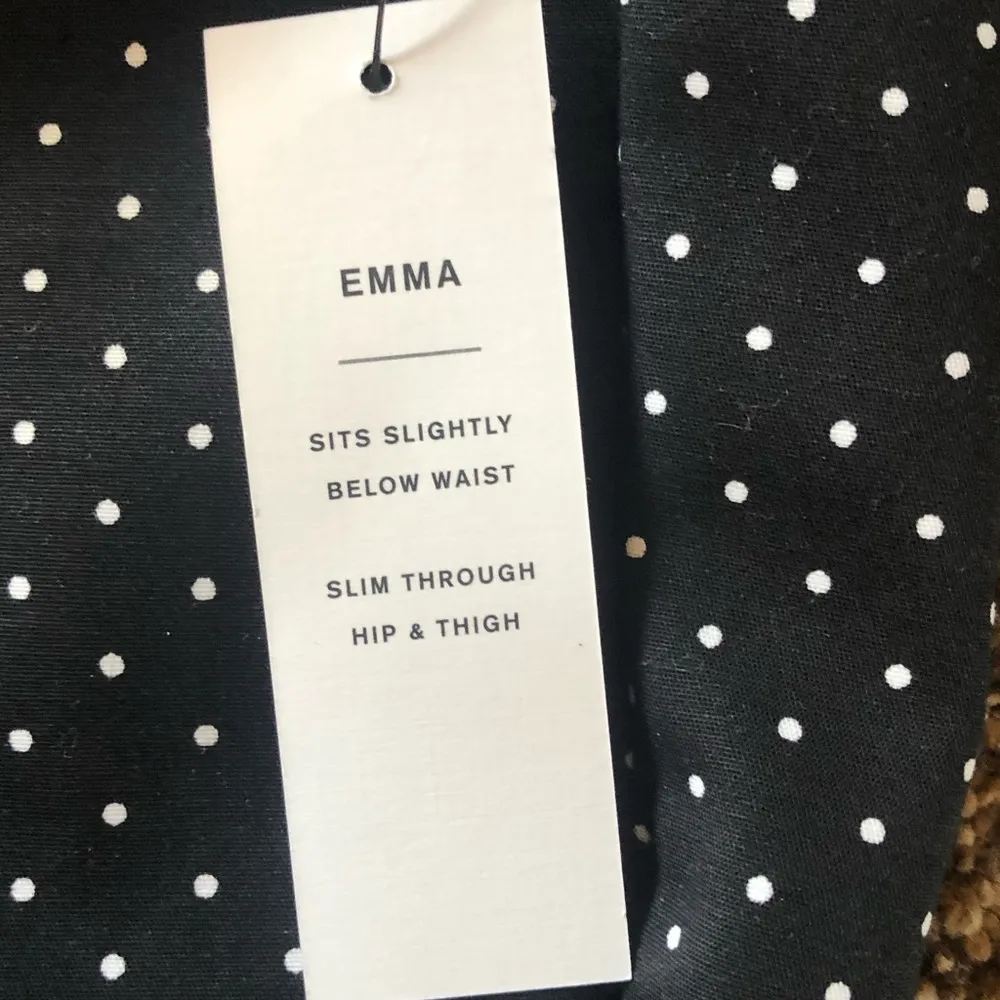 EMMA
SITS SLIGHTLY
BELOW WAIST
SLIM THROUGH
HIP & THIGH